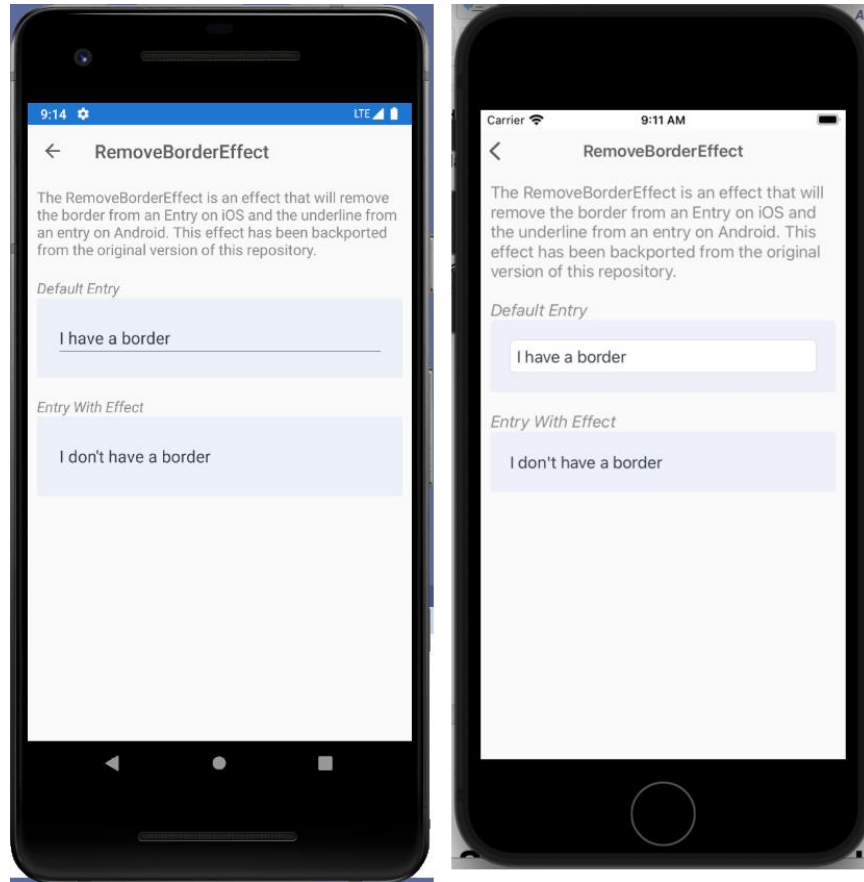 9:14
LTE
RemoveBorderEffect
The RemoveBorderEffect is an effect that will remove
the border from an Entry on iOS and the underline from
an entry on Android. This effect has been backported
from the original version of this repository.
Default Entry
I have a border
Entry With Effect
I don't have a border
Carrier
9:11 AM
RemoveBorderEffect
The RemoveBorderEffect is an effect that will
remove the border from an Entry on iOS and
the underline from an entry on Android. This
effect has been backported from the original
version of this repository.
Default Entry
I have a border
Entry With Effect
I don't have a border